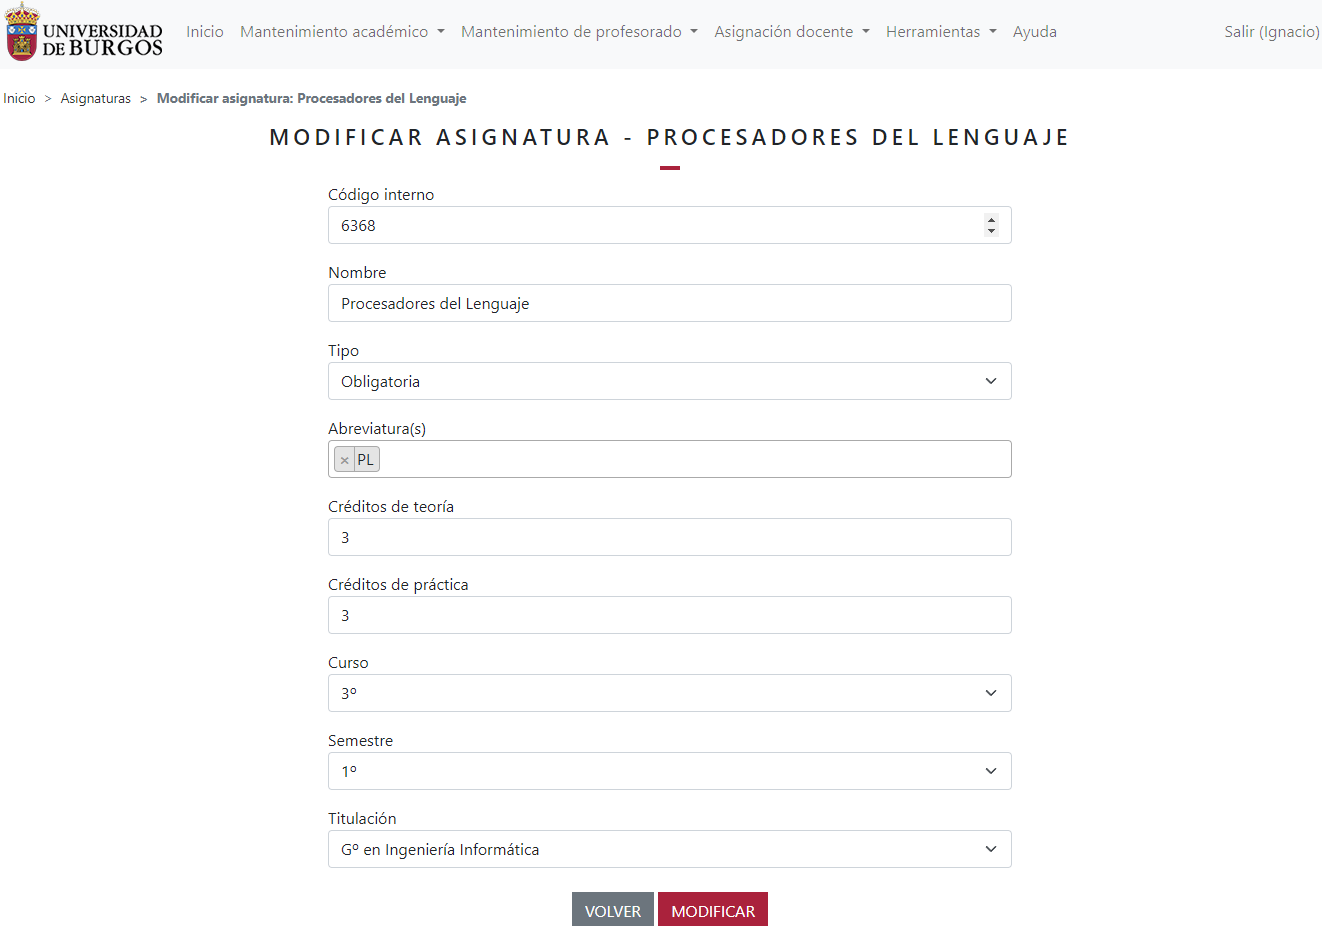 UNIVERSIDAD
DE BURGOS
Inicio Mantenimiento académico Mantenimiento de profesorado Asignación docente Herramientas Ayuda Salir (Ignacio)
Inicio > Asignaturas > Modificar asignatura: Procesadores del Lenguaje
MODIFICAR ASIGNATURA - PROCESADORES DEL LENGUAJE
Código interno
6368
Nombre
Procesadores del Lenguaje
Tipo
Obligatoria
Abreviatura(s)
× PL
Créditos de teoría
3
Créditos de práctica
3
Curso
3º
Semestre
1º
Titulación
Gº en Ingeniería Informática
VOLVER MODIFICAR